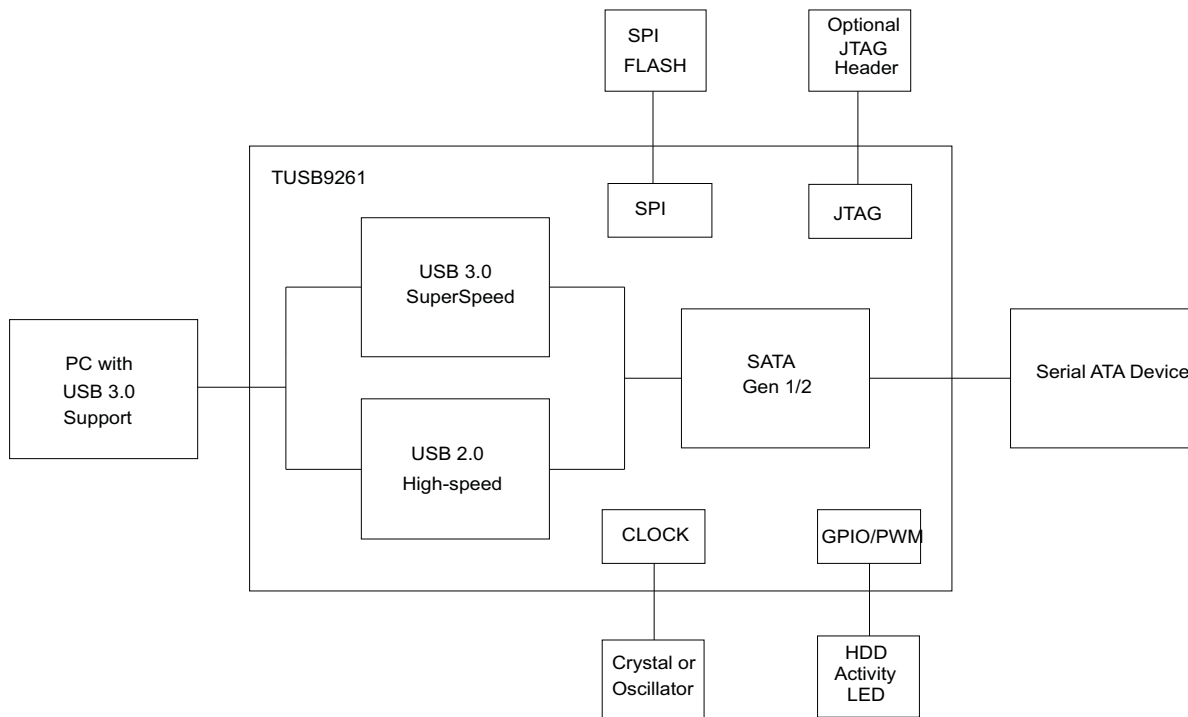 SPI
FLASH
Optional
JTAG
Header
TUSB9261
SPI
JTAG
USB 3.0
SuperSpeed
PC with
USB 3.0
Support
SATA
Gen 1/2
Serial ATA Device
USB 2.0
High-speed
CLOCK
GPIO/PWM
Crystal or
Oscillator
HDD
Activity
LED